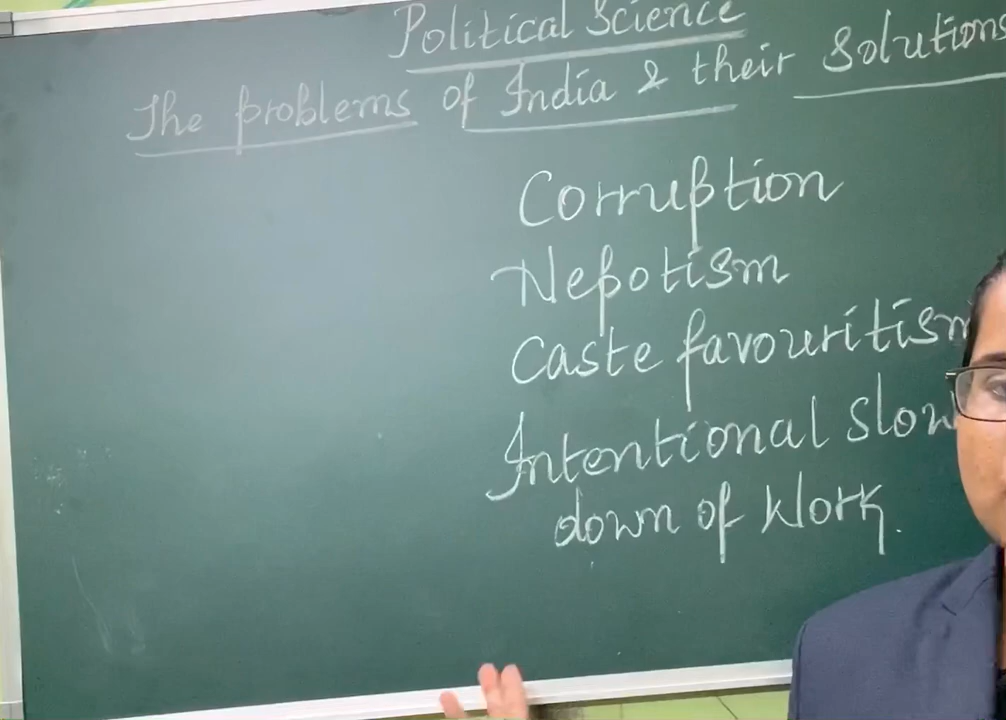 Political Science
The problems of India & their Solutions
Corruption
Nepotism
Caste favouritism
Intentional Slow
down of Work.